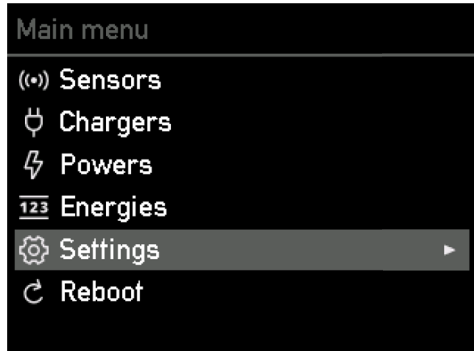 Main menu
Sensors
Chargers
Powers
123 Energies
Settings
Reboot